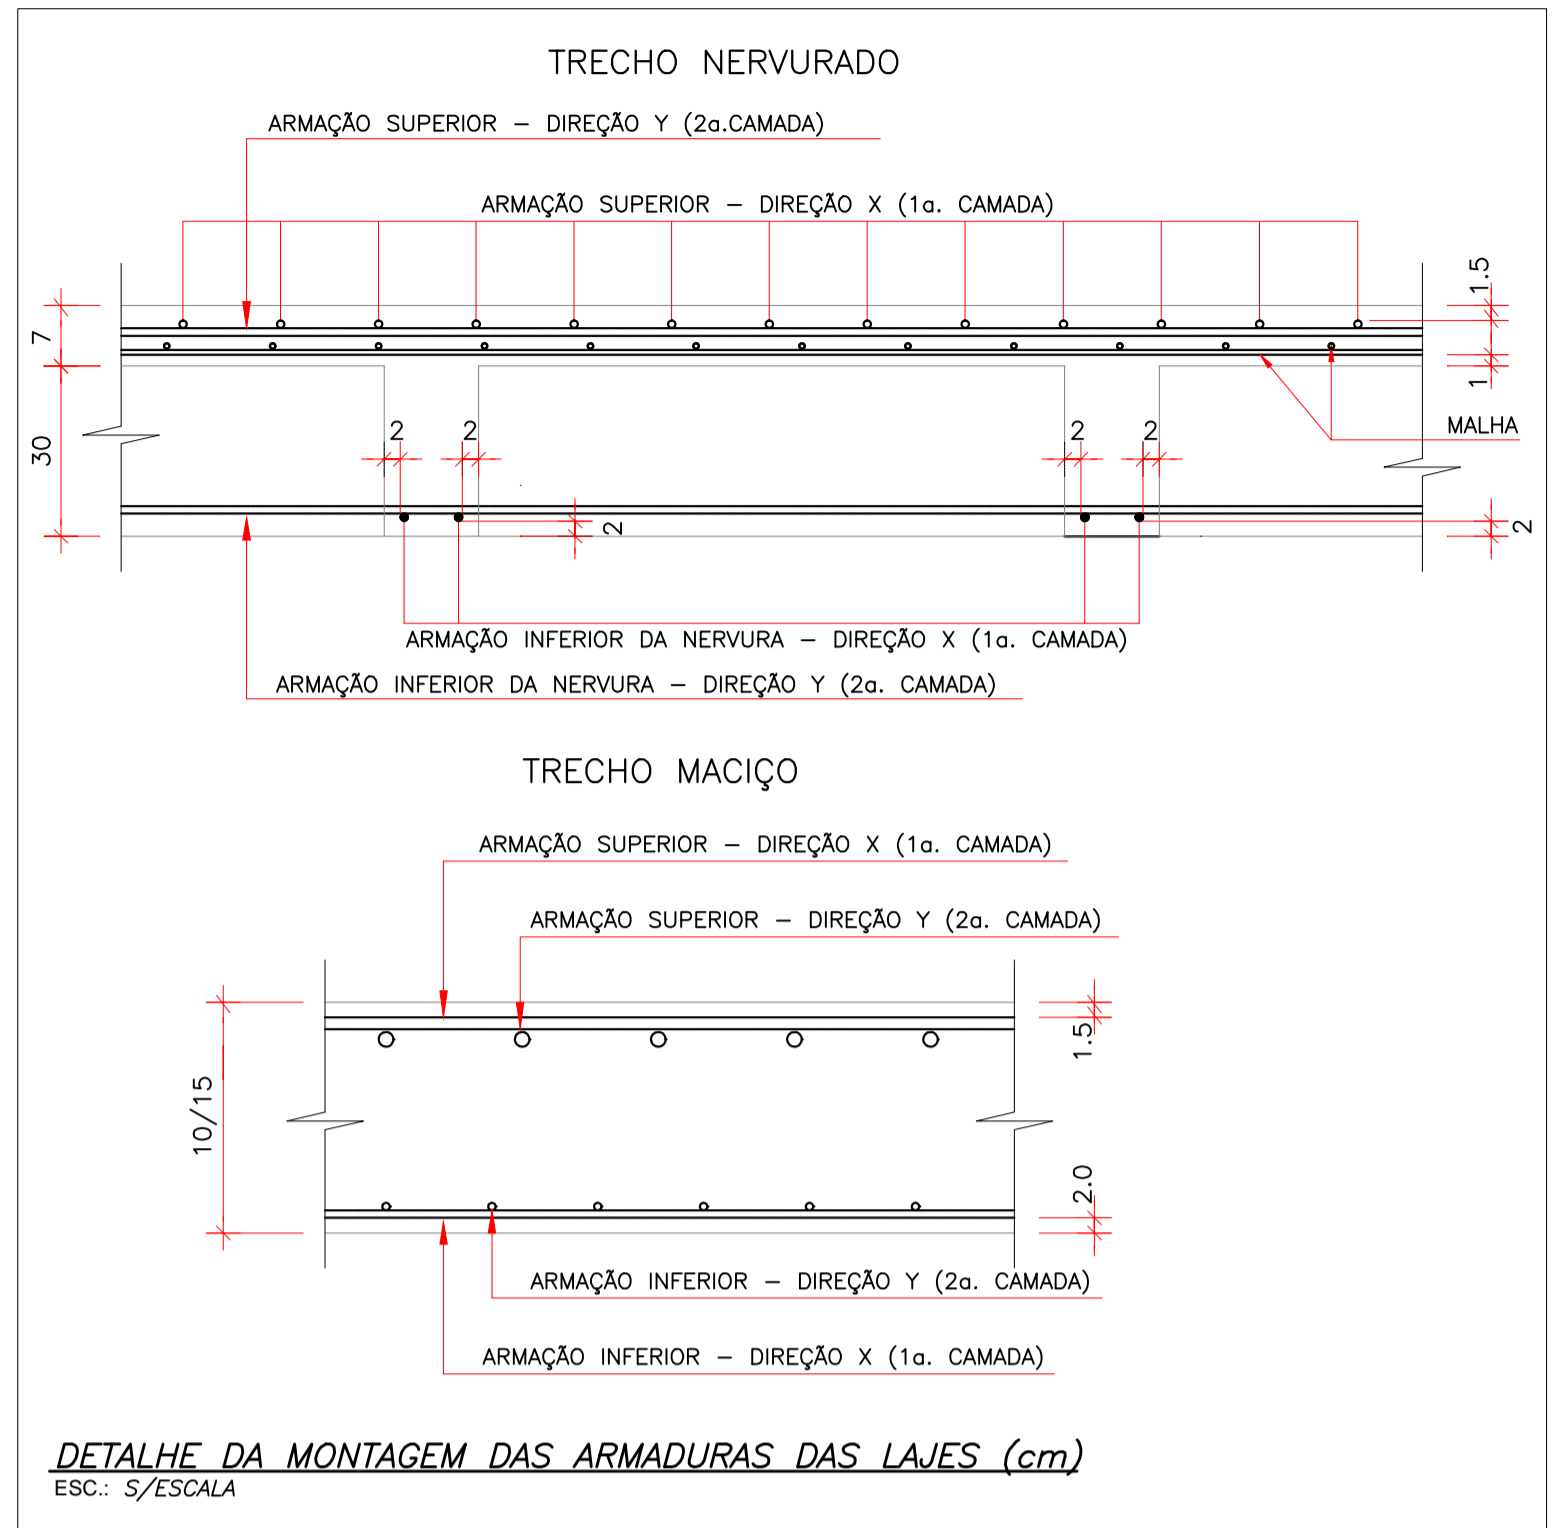 TRECHO NERVURADO
ARMAÇÃO SUPERIOR – DIREÇÃO Y (2a.CAMADA)
ARMAÇÃO SUPERIOR – DIREÇÃO X (1a. CAMADA)
1.5
7
1
MALHA
30
2
2
2
2
2
2
ARMAÇÃO INFERIOR DA NERVURA – DIREÇÃO X (1a. CAMADA)
ARMAÇÃO INFERIOR DA NERVURA – DIREÇÃO Y (2a. CAMADA)
TRECHO MACIÇO
ARMAÇÃO SUPERIOR – DIREÇÃO X (1a. CAMADA)
ARMAÇÃO SUPERIOR – DIREÇÃO Y (2a. CAMADA)
1.5
10/15
2.0
ARMAÇÃO INFERIOR – DIREÇÃO Y (2a. CAMADA)
ARMAÇÃO INFERIOR – DIREÇÃO X (1a. CAMADA)
DETALHE DA MONTAGEM DAS ARMADURAS DAS LAJES (cm)
ESC.: S/ESCALA